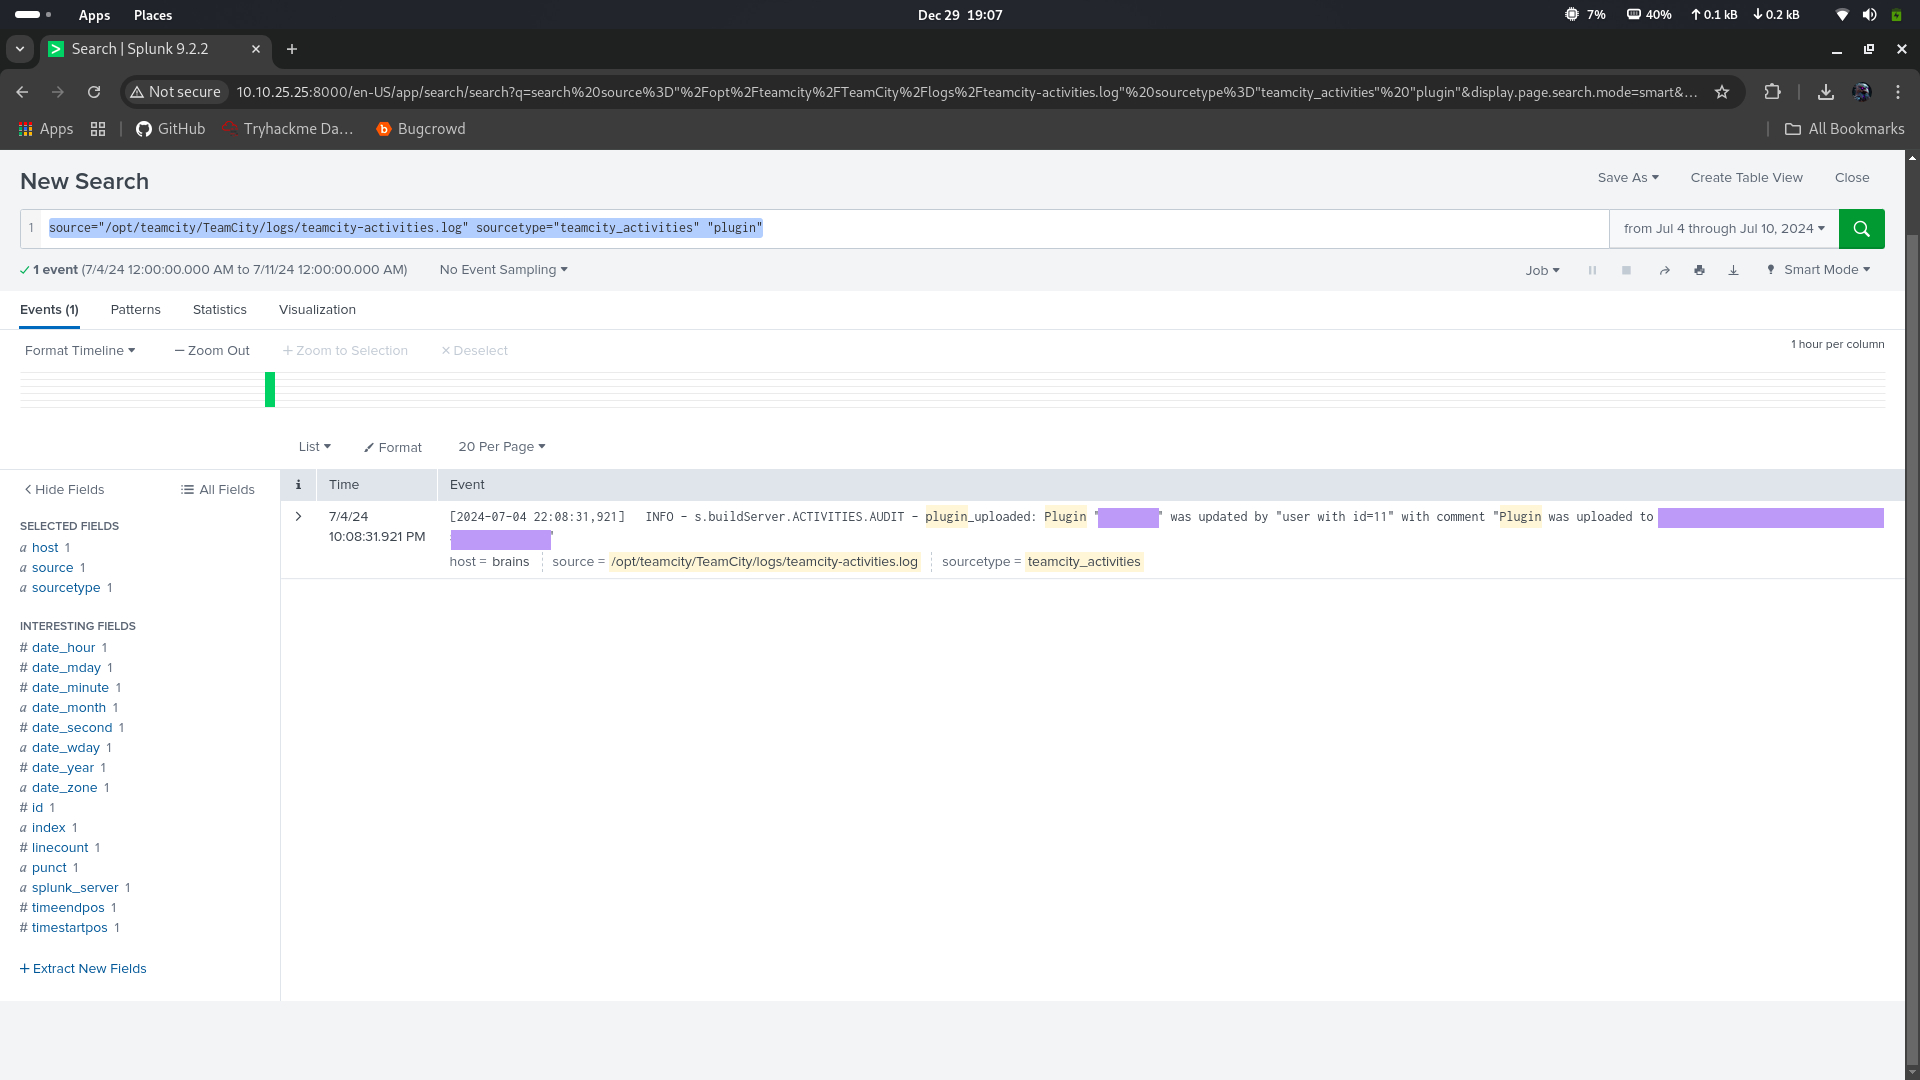 Apps Places Dec 29 19:07 7% 40% 0.1 kB 0.2 kB
Search | Splunk 9.2.2
Not secure 10.10.25.25:8000/en-US/app/search/search?q=search%20source%3D"%2Fopt%2Fteamcity%2FTeamCity%2Flogs%2Fteamcity-activities.log"%20sourcetype%3D"teamcity_activities"%20"plugin"&display.page.search.mode=smart&...
Apps GitHub Tryhackme Da... Bugcrowd All Bookmarks
New Search Save As Create Table View Close
1 source="/opt/teamcity/TeamCity/logs/teamcity-activities.log" sourcetype="teamcity_activities" "plugin" from Jul 4 through Jul 10, 2024
1 event (7/4/24 12:00:00.000 AM to 7/11/24 12:00:00.000 AM) No Event Sampling Job Smart Mode
Events (1) Patterns Statistics Visualization
Format Timeline — Zoom Out + Zoom to Selection × Deselect 1 hour per column
List Format 20 Per Page
< Hide Fields All Fields i Time Event
7/4/24 [2024-07-04 22:08:31,921] INFO - s.buildServer.ACTIVITIES.AUDIT - plugin_uploaded: Plugin " " was updated by "user with id=11" with comment "Plugin was uploaded to
10:08:31.921 PM "
host = brains source = /opt/teamcity/TeamCity/logs/teamcity-activities.log sourcetype = teamcity_activities
SELECTED FIELDS
a host 1
a source 1
a sourcetype 1
INTERESTING FIELDS
# date_hour 1
# date_mday 1
# date_minute 1
a date_month 1
# date_second 1
a date_wday 1
# date_year 1
a date_zone 1
# id 1
a index 1
# linecount 1
a punct 1
a splunk_server 1
# timeendpos 1
# timestartpos 1
+ Extract New Fields